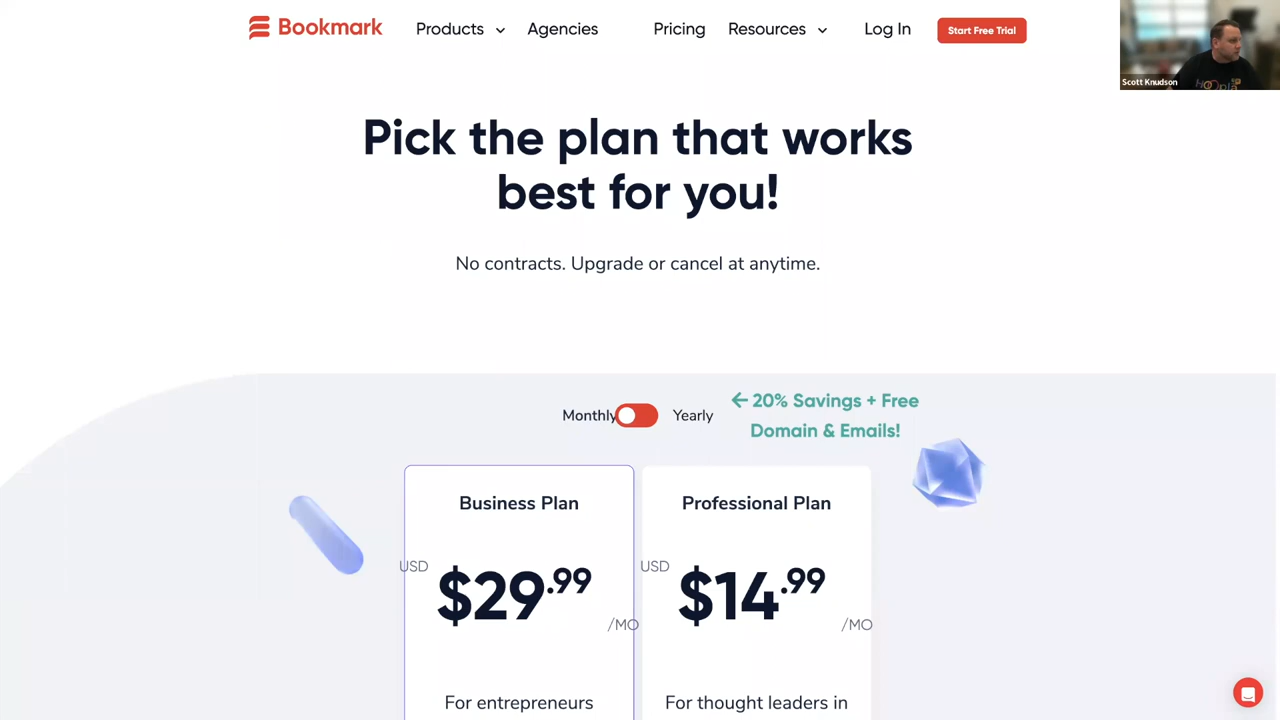 Bookmark
Products
Agencies
Pricing
Resources
Log In
Start Free Trial
Scott Knudson
Hoopla
Pick the plan that works
best for you!
No contracts. Upgrade or cancel at anytime.
Monthly
Yearly
← 20% Savings + Free
Domain & Emails!
Business Plan
USD
$29.99
/MO
For entrepreneurs
Professional Plan
USD
$14.99
/MO
For thought leaders in